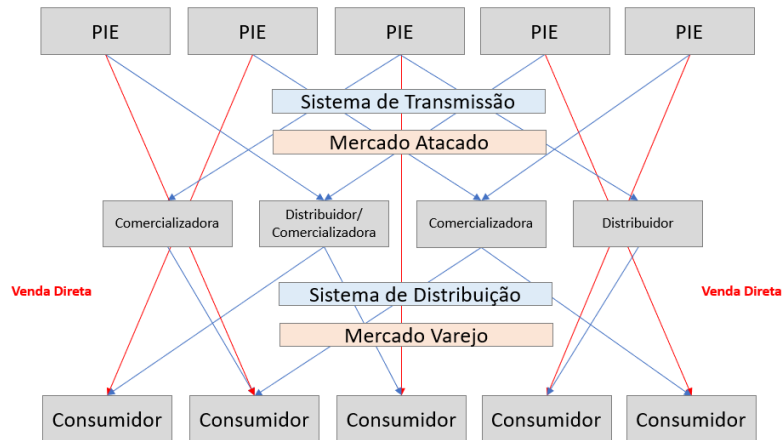 PIE
PIE
PIE
PIE
PIE
Sistema de Transmissão
Mercado Atacado
Comercializadora
Distribuidor/
Comercializadora
Comercializadora
Distribuidor
Venda Direta
Venda Direta
Sistema de Distribuição
Mercado Varejo
Consumidor
Consumidor
Consumidor
Consumidor
Consumidor